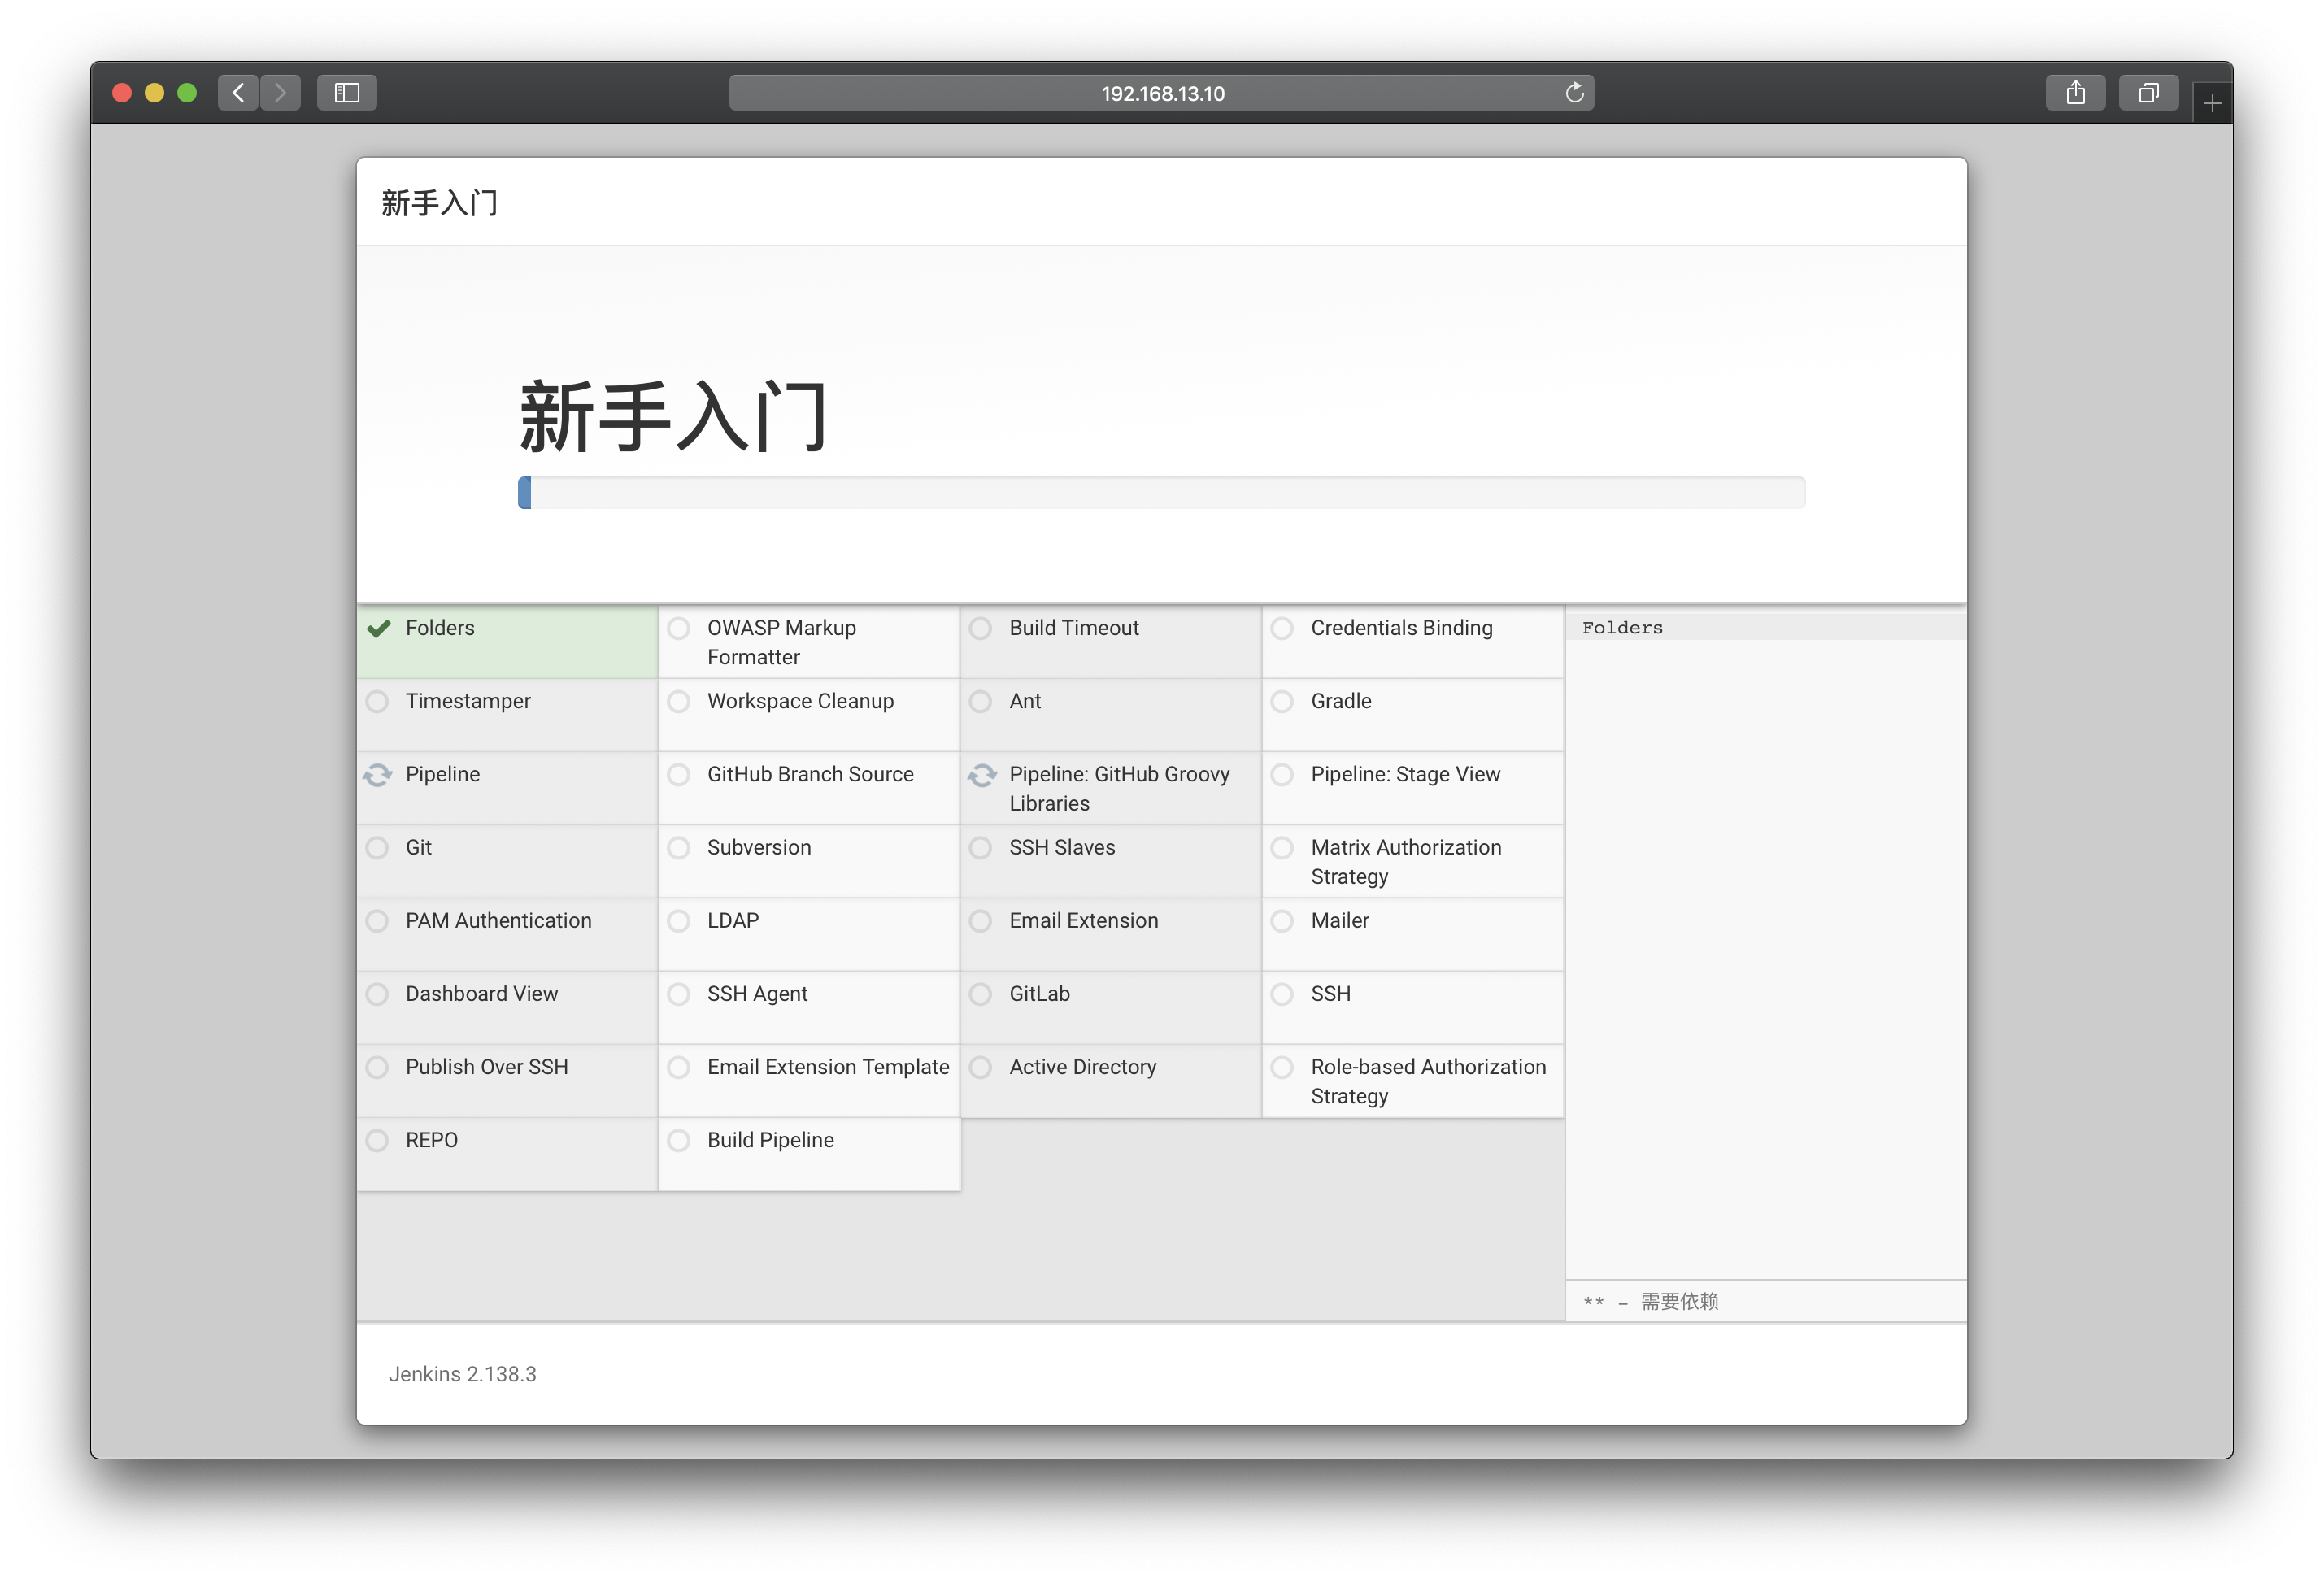 192.168.13.10
新手入门
新手入门
Folders
OWASP Markup
Formatter
Build Timeout
Credentials Binding
Folders
Timestamper
Workspace Cleanup
Ant
Gradle
Pipeline
GitHub Branch Source
Pipeline: GitHub Groovy
Libraries
Pipeline: Stage View
Git
Subversion
SSH Slaves
Matrix Authorization
Strategy
PAM Authentication
LDAP
Email Extension
Mailer
Dashboard View
SSH Agent
GitLab
SSH
Publish Over SSH
Email Extension Template
Active Directory
Role-based Authorization
Strategy
REPO
Build Pipeline
** - 需要依赖
Jenkins 2.138.3